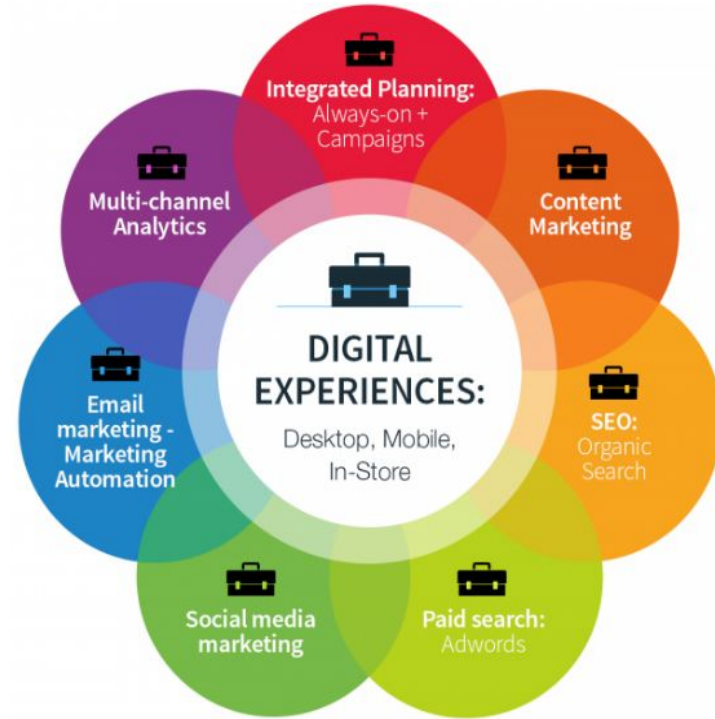 Integrated Planning:
Always-on +
Campaigns
Content
Marketing
SEO:
Organic
Search
Paid search:
Adwords
Social media
marketing
Email
marketing -
Marketing
Automation
Multi-channel
Analytics
DIGITAL
EXPERIENCES:
Desktop, Mobile,
In-Store